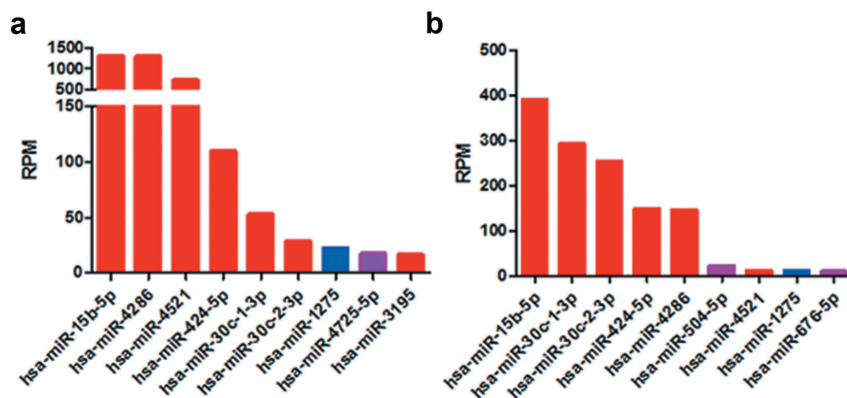 a
RPM
1500
1000
500
150
100
50
0
hsa-miR-15b-5p
hsa-miR-4286
hsa-miR-4521
hsa-miR-424-5p
hsa-miR-30c-1-3p
hsa-miR-30c-2-3p
hsa-miR-1275
hsa-miR-4725-5p
hsa-miR-3195
b
RPM
500
400
300
200
100
0
hsa-miR-15b-5p
hsa-miR-30c-1-3p
hsa-miR-30c-2-3p
hsa-miR-424-5p
hsa-miR-4286
hsa-miR-504-5p
hsa-miR-4521
hsa-miR-1275
hsa-miR-676-5p